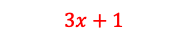 3x + 1